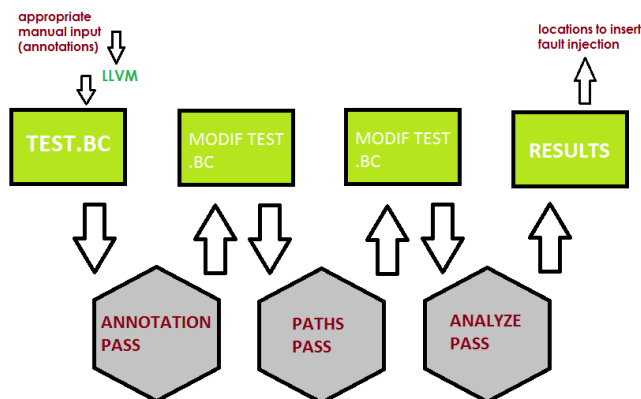 appropriate
manual input
(annotations)
LLVM
locations to insert
fault injection
TEST.BC
MODIF TEST
.BC
MODIF TEST
.BC
RESULTS
ANNOTATION
PASS
PATHS
PASS
ANALYZE
PASS